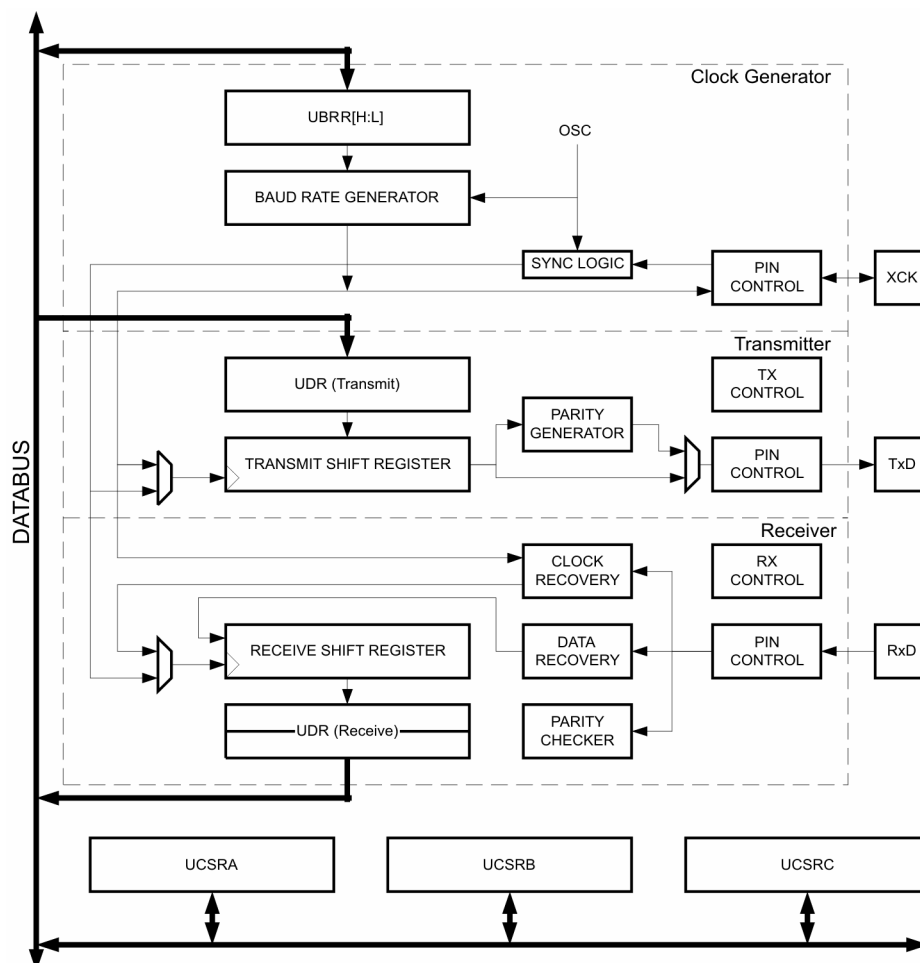 Clock Generator
UBRR[H:L]
OSC
BAUD RATE GENERATOR
SYNC LOGIC
PIN
CONTROL
XCK
Transmitter
UDR (Transmit)
TX
CONTROL
PARITY
GENERATOR
TRANSMIT SHIFT REGISTER
PIN
CONTROL
TxD
DATABUS
Receiver
CLOCK
RECOVERY
RX
CONTROL
RECEIVE SHIFT REGISTER
DATA
RECOVERY
PIN
CONTROL
RxD
UDR (Receive)
PARITY
CHECKER
UCSRA
UCSRB
UCSRC